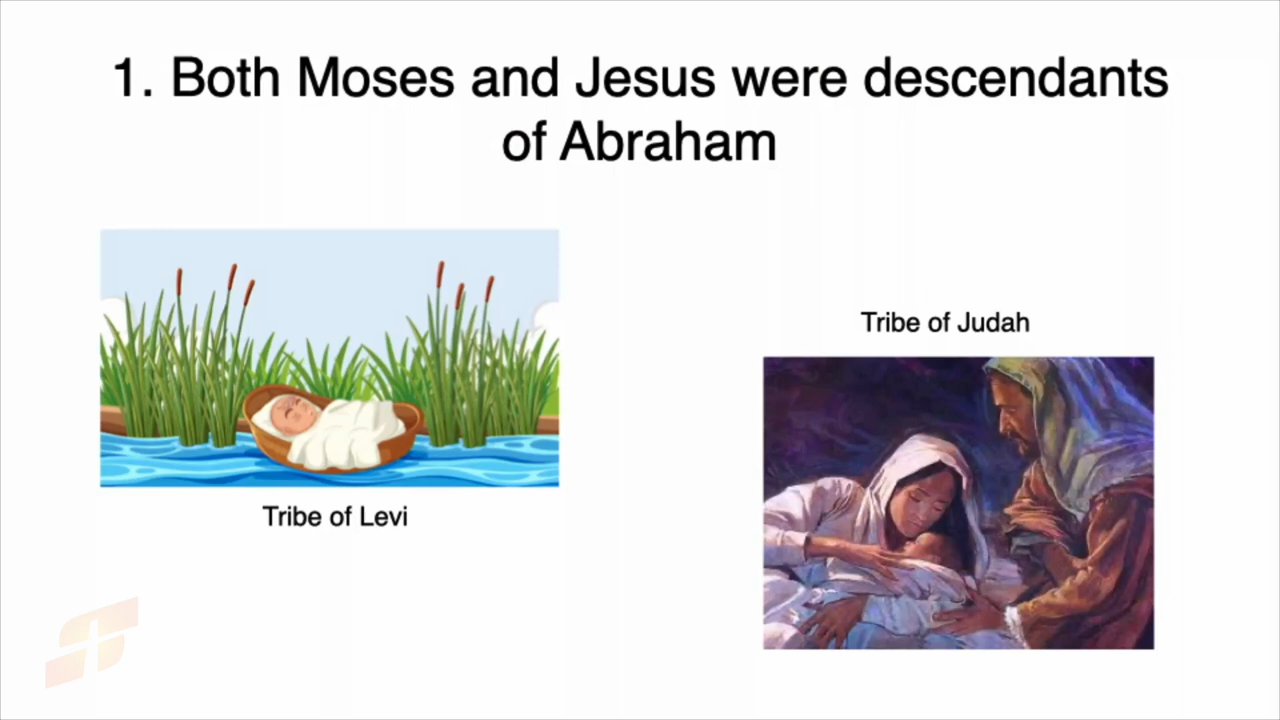 1. Both Moses and Jesus were descendants
of Abraham
Tribe of Judah
Tribe of Levi